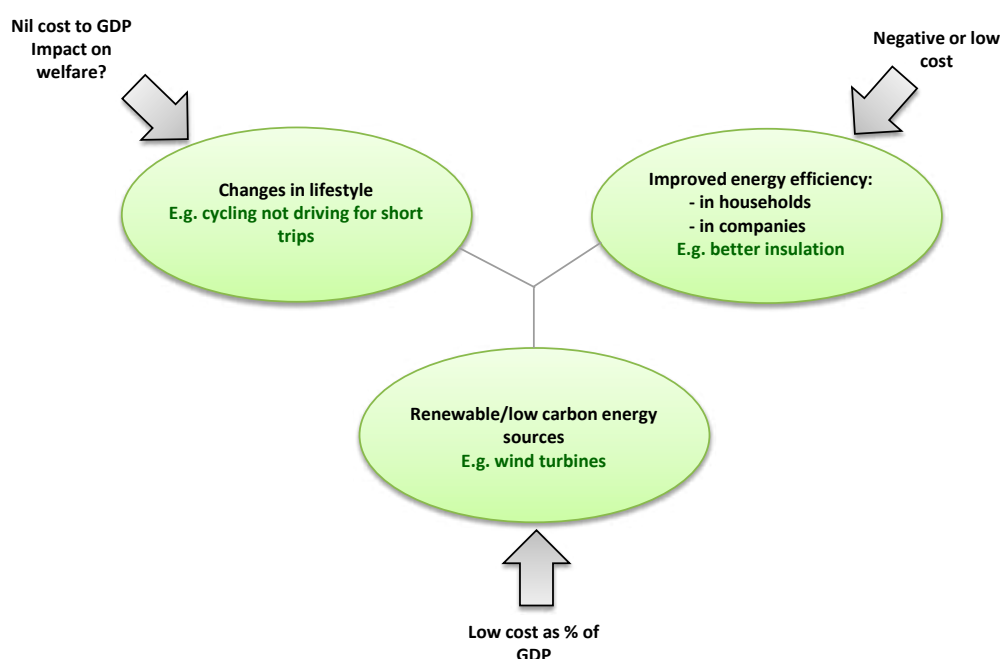 Nil cost to GDP
Impact on
welfare?
Negative or low
cost
Changes in lifestyle
E.g. cycling not driving for short
trips
Improved energy efficiency:
- in households
- in companies
E.g. better insulation
Renewable/low carbon energy
sources
E.g. wind turbines
Low cost as % of
GDP